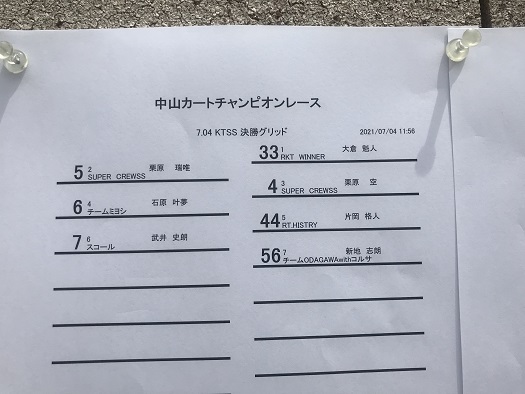 中山カートチャンピオンレース
7.04 KTSS 決勝グリッド 2021/07/04 11:56
33 1 大倉 魁人
RKT WINNER
5 2 栗原 瑞唯
SUPER CREWSS
4 3 栗原 空
SUPER CREWSS
6 4 石原 叶夢
チームミヨシ
44 5 片岡 格人
RT.HISTRY
7 6 武井 史朗
スコール
56 7 新地 志朗
チームODAGAWAwithコルサ